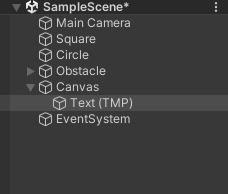 SampleScene*
Main Camera
Square
Circle
Obstacle
Canvas
Text (TMP)
EventSystem